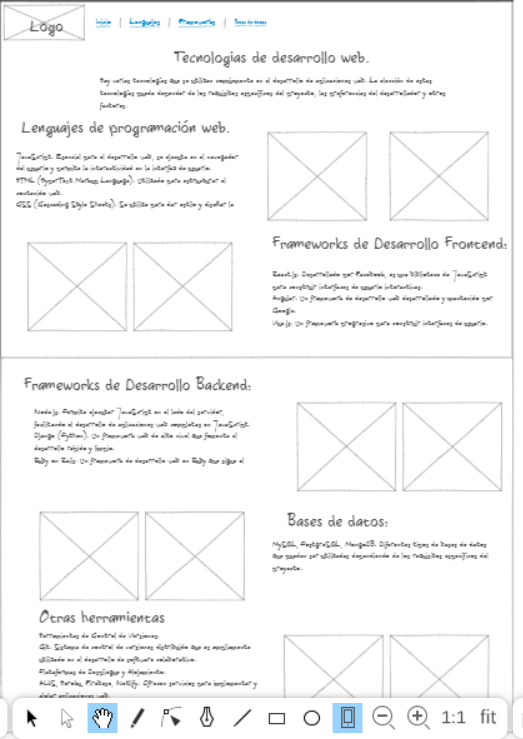 Logo
Inicio | Lenguajes | Frameworks | Bases de datos
Tecnologias de desarrollo web.
Hay varias tecnologías que se utilizan comúnmente en el desarrollo de aplicaciones web. La elección de estas
tecnologías puede depender de los requisitos específicos del proyecto, las preferencias del desarrollador y otros
factores.
Lenguajes de programación web.
JavaScript: Esencial para el desarrollo web, se ejecuta en el navegador
del usuario y permite la interactividad en la interfaz de usuario.
HTML (HyperText Markup Language): Utilizado para estructurar el
contenido web.
CSS (Cascading Style Sheets): Se utiliza para dar estilo y diseñar la
Frameworks de Desarrollo Frontend:
React.js: Desarrollado por Facebook, es una biblioteca de JavaScript
para construir interfaces de usuario interactivas.
Angular: Un framework de desarrollo web desarrollado y mantenido por
Google.
Vue.js: Un framework progresivo para construir interfaces de usuario.
Frameworks de Desarrollo Backend:
Node.js: Permite ejecutar JavaScript en el lado del servidor,
facilitando el desarrollo de aplicaciones web completas en JavaScript.
Django (Python): Un framework web de alto nivel que fomenta el
desarrollo rápido y limpio.
Ruby on Rails: Un framework de desarrollo web en Ruby que sigue el
Bases de datos:
MySQL, PostgreSQL, MongoDB: Diferentes tipos de bases de datos
que pueden ser utilizadas dependiendo de los requisitos específicos del
proyecto.
Otras herramientas
Herramientas de Control de Versiones:
Git: Sistema de control de versiones distribuido que es ampliamente
utilizado en el desarrollo de software colaborativo.
Plataformas de Despliegue y Alojamiento:
AWS, Heroku, Firebase, Netlify: Ofrecen servicios para implementar y
alojar aplicaciones web.
1:1 fit